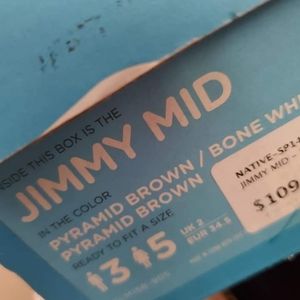 INSIDE THIS BOX IS THE
JIMMY MID
IN THE COLOR
PYRAMID BROWN / BONE WHI
PYRAMID BROWN
READY TO FIT A SIZE
3 5 UK 2
EUR 34.5
NATIVE-SP14
JIMMY MID -
$109